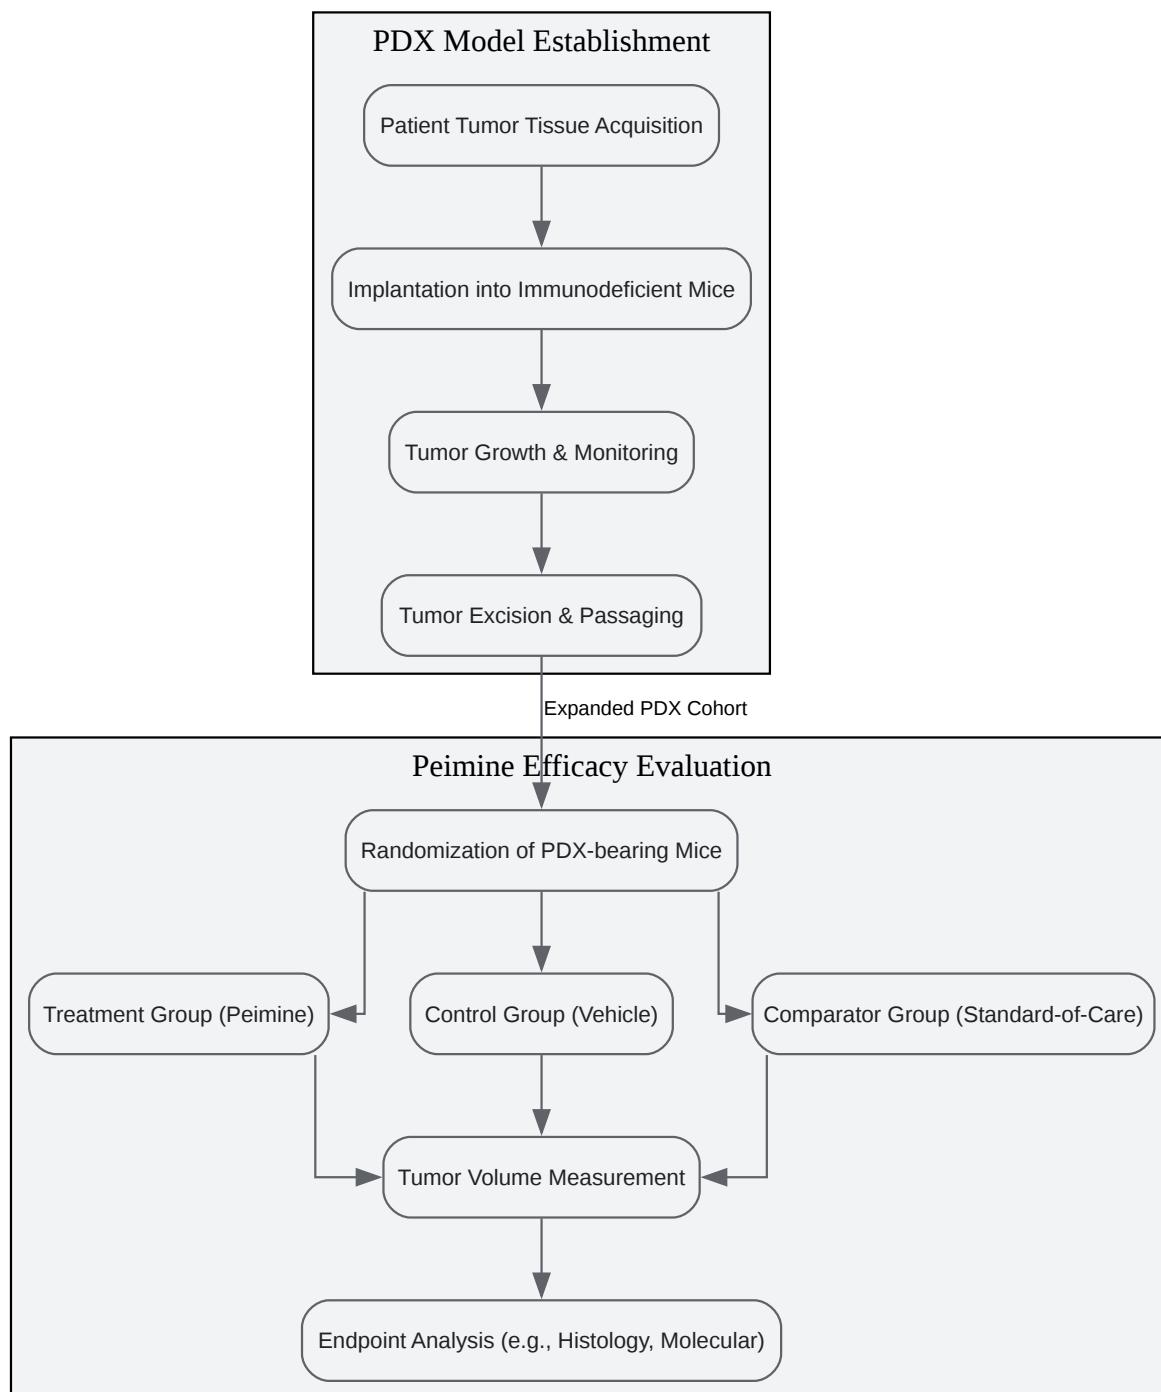 PDX Model Establishment
Patient Tumor Tissue Acquisition
Implantation into Immunodeficient Mice
Tumor Growth & Monitoring
Tumor Excision & Passaging
Expanded PDX Cohort
Peimine Efficacy Evaluation
Randomization of PDX-bearing Mice
Treatment Group (Peimine)
Control Group (Vehicle)
Comparator Group (Standard-of-Care)
Tumor Volume Measurement
Endpoint Analysis (e.g., Histology, Molecular)